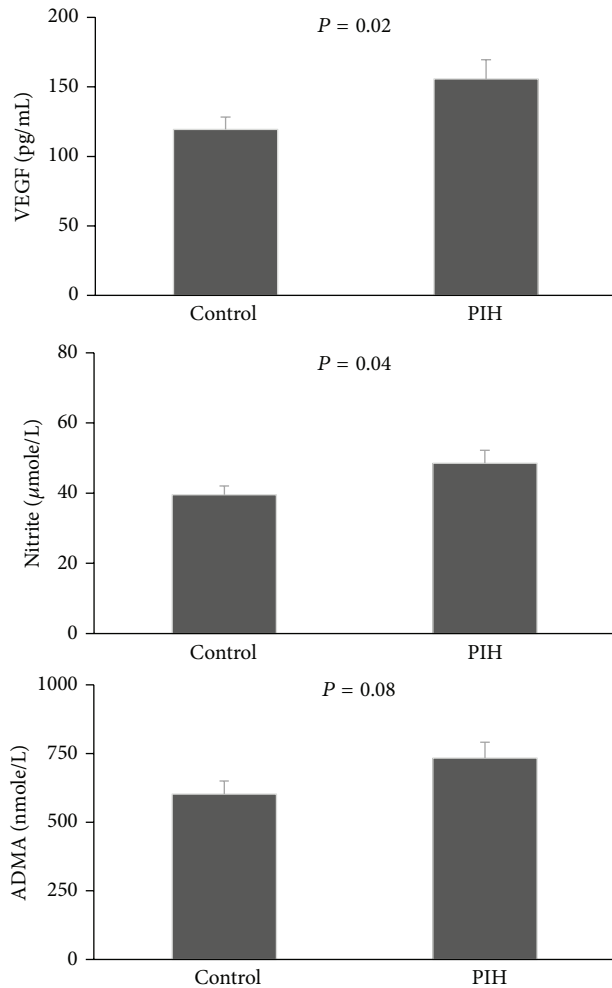 200
P = 0.02
150
100
50
0
VEGF (pg/mL)
Control PIH
80
P = 0.04
60
40
20
0
Nitrite (μmole/L)
Control PIH
1000
P = 0.08
750
500
250
0
ADMA (nmole/L)
Control PIH